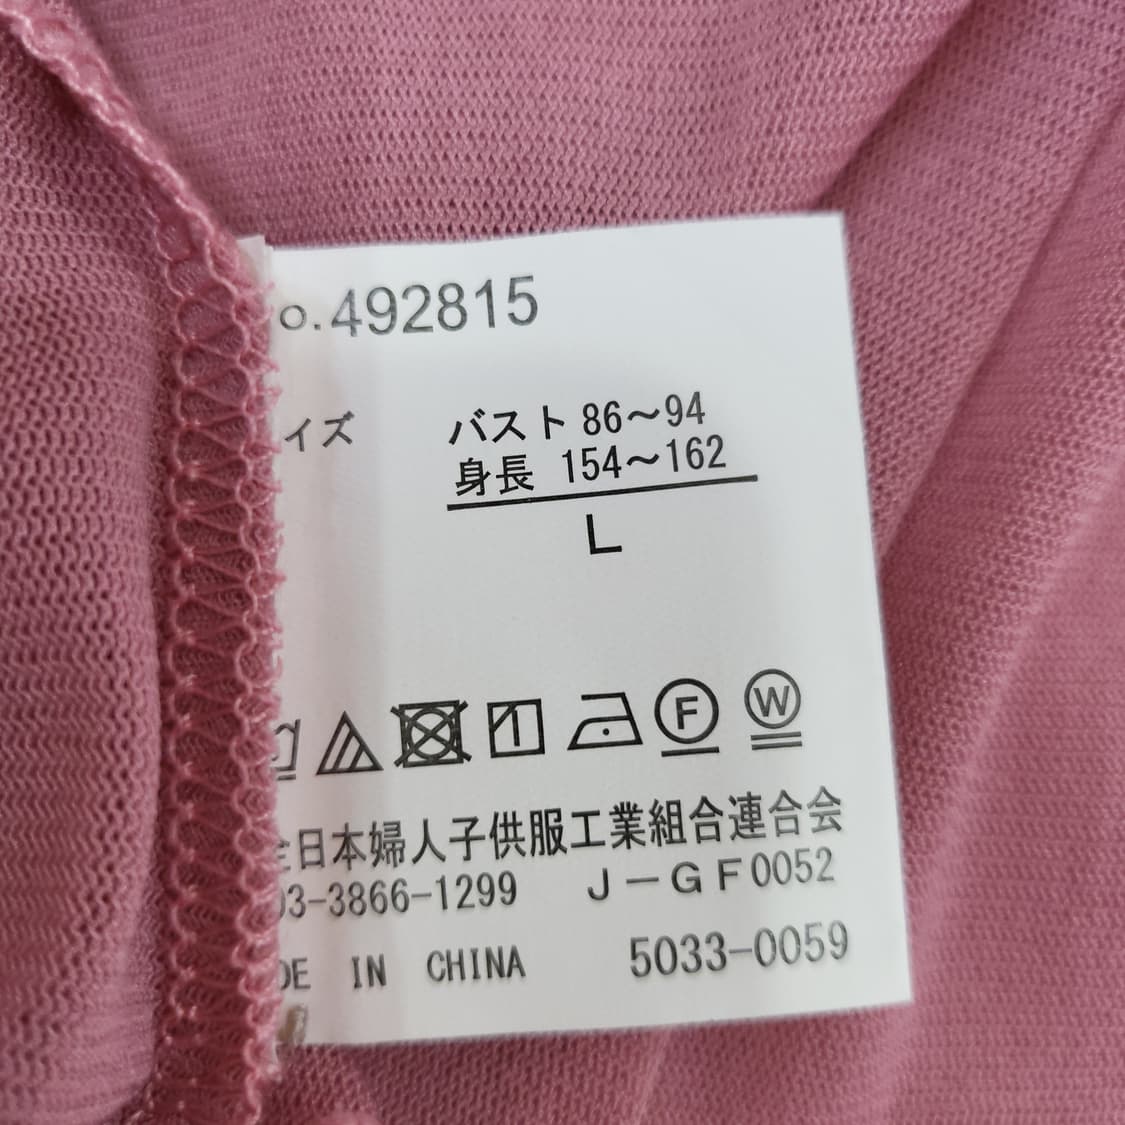 o.492815
イズ
バスト 86～94
身長 154～162
L
F W
全日本婦人子供服工業組合連合会
03-3866-1299 J－GF0052
DE IN CHINA 5033-0059